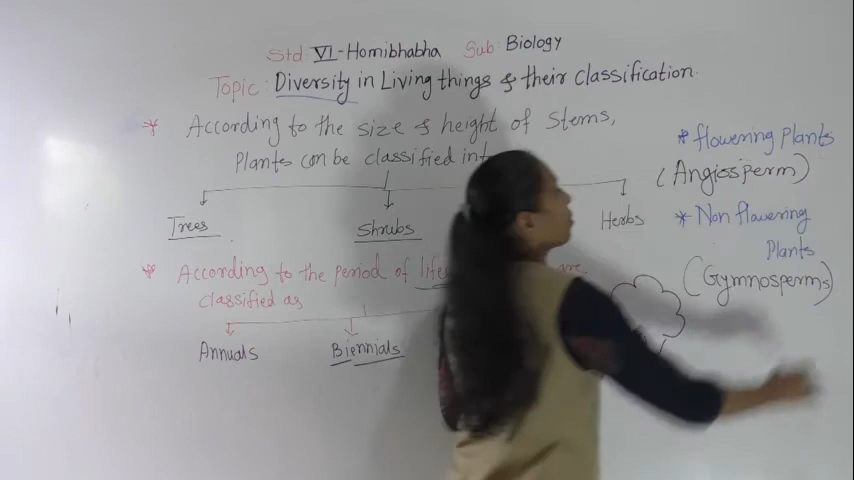 Std VI - Homibhabha Sub Biology
Topic Diversity in Living things & their classification.
* According to the size & height of stems,
Plants can be classified int
Trees Shrubs Herbs
* According to the period of lifes are
classified as
Annuals Biennials
* flowering Plants
(Angiosperm)
* Non flowering
Plants
(Gymnosperms)